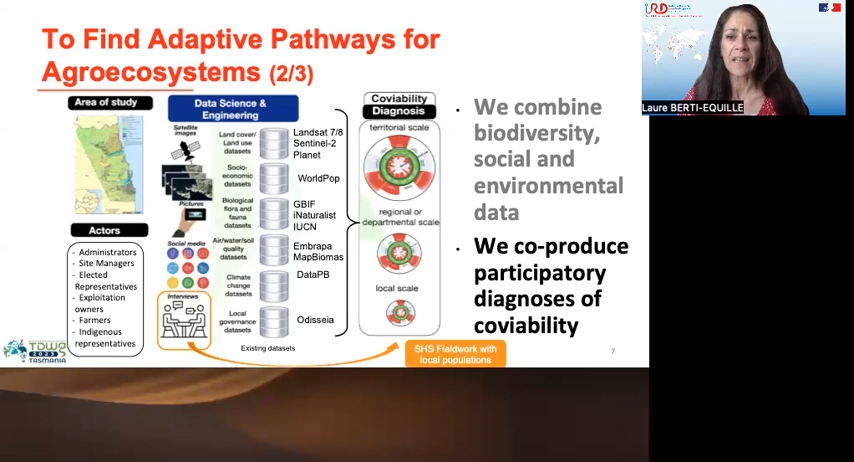 To Find Adaptive Pathways for
Agroecosystems (2/3)
Area of study
Actors
- Administrators
- Site Managers
- Elected
Representatives
- Exploitation
owners
- Farmers
- Indigenous
representatives
Data Science &
Engineering
Satellite
images
Pictures
Social media
Interviews
Land cover/
Land use
datasets
Landsat 7/8
Sentinel-2
Planet
Socio-
economic
datasets
WorldPop
Biological
flora and
fauna
datasets
GBIF
iNaturalist
IUCN
Air/water/soil
quality
datasets
Embrapa
MapBiomas
Climate
change
datasets
DataPB
Local
governance
datasets
Odisseia
Existing datasets
Coviability
Diagnosis
territorial scale
regional or
departmental scale
local scale
SHS Fieldwork with
local populations
• We combine
biodiversity,
social and
environmental
data
• We co-produce
participatory
diagnoses of
coviability
7
TDWG
2023
TASMANIA
IRD
Laure BERTI-EQUILLE